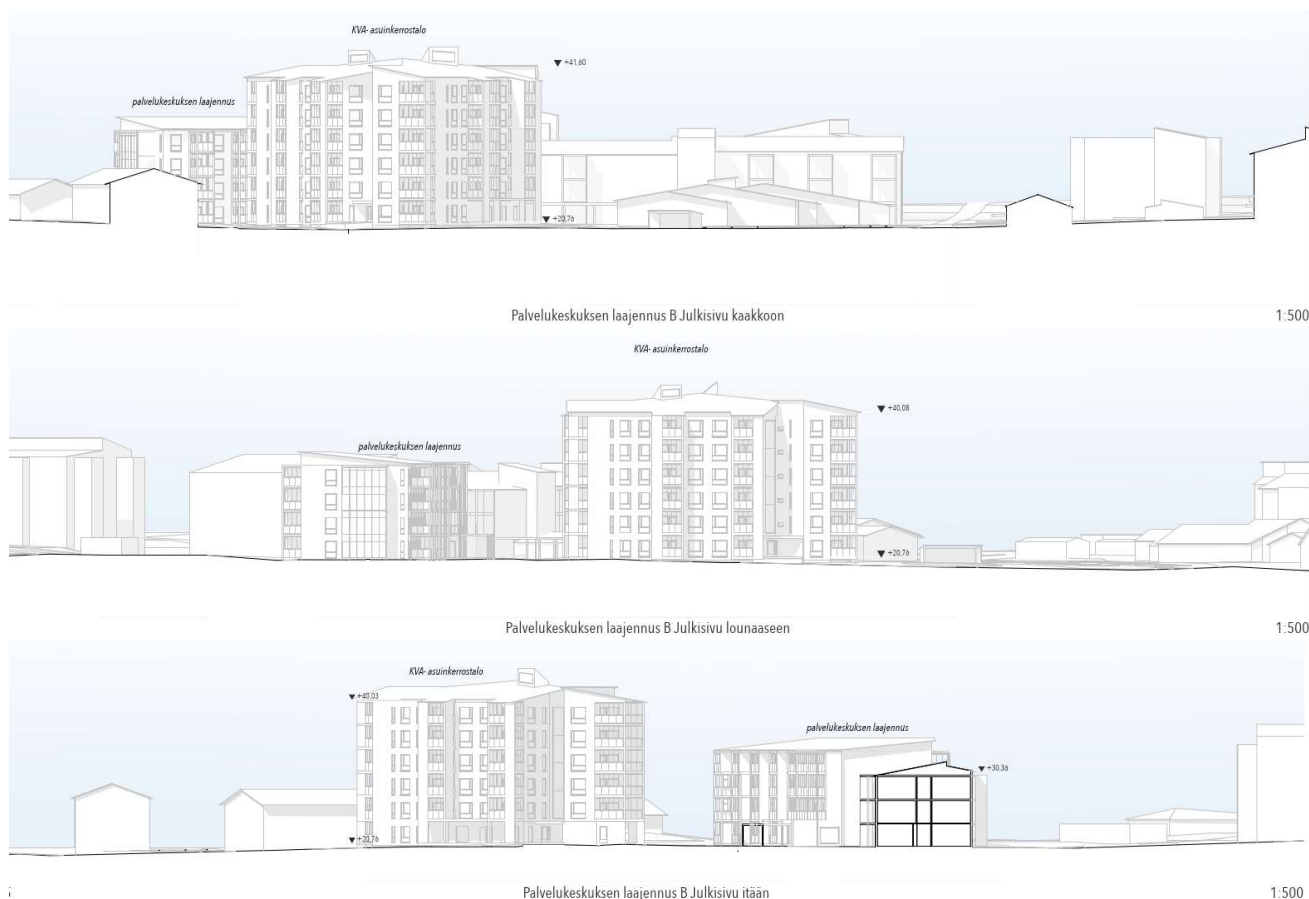 KVA- asuinkerrostalo
+41,60
palvelukeskuksen laajennus
+20,76
Palvelukeskuksen laajennus B Julkisivu kaakkoon
1:500
KVA- asuinkerrostalo
+40,08
palvelukeskuksen laajennus
+20,76
Palvelukeskuksen laajennus B Julkisivu lounaaseen
1:500
KVA- asuinkerrostalo
+40,03
palvelukeskuksen laajennus
+30,36
+20,76
Palvelukeskuksen laajennus B Julkisivu itään
1:500